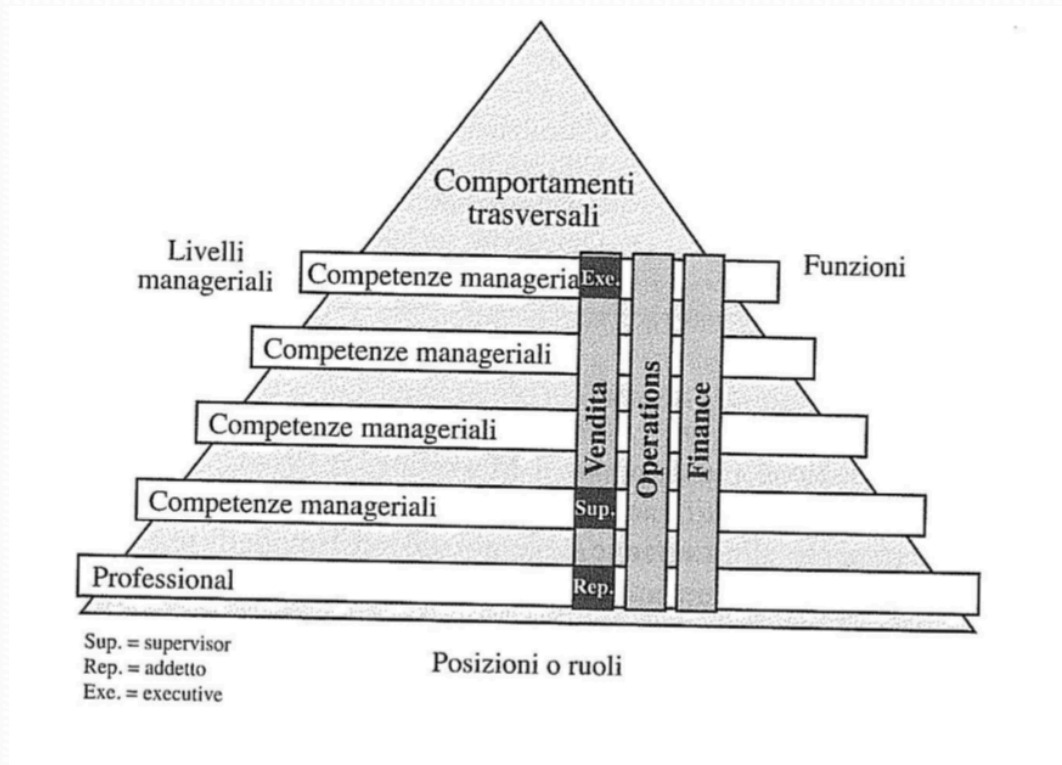 Comportamenti
trasversali
Livelli
manageriali
Funzioni
Competenze manageria
Exe.
Competenze manageriali
Competenze manageriali
Competenze manageriali
Professional
Vendita
Operations
Finance
Sup.
Rep.
Sup. = supervisor
Rep. = addetto
Exe. = executive
Posizioni o ruoli